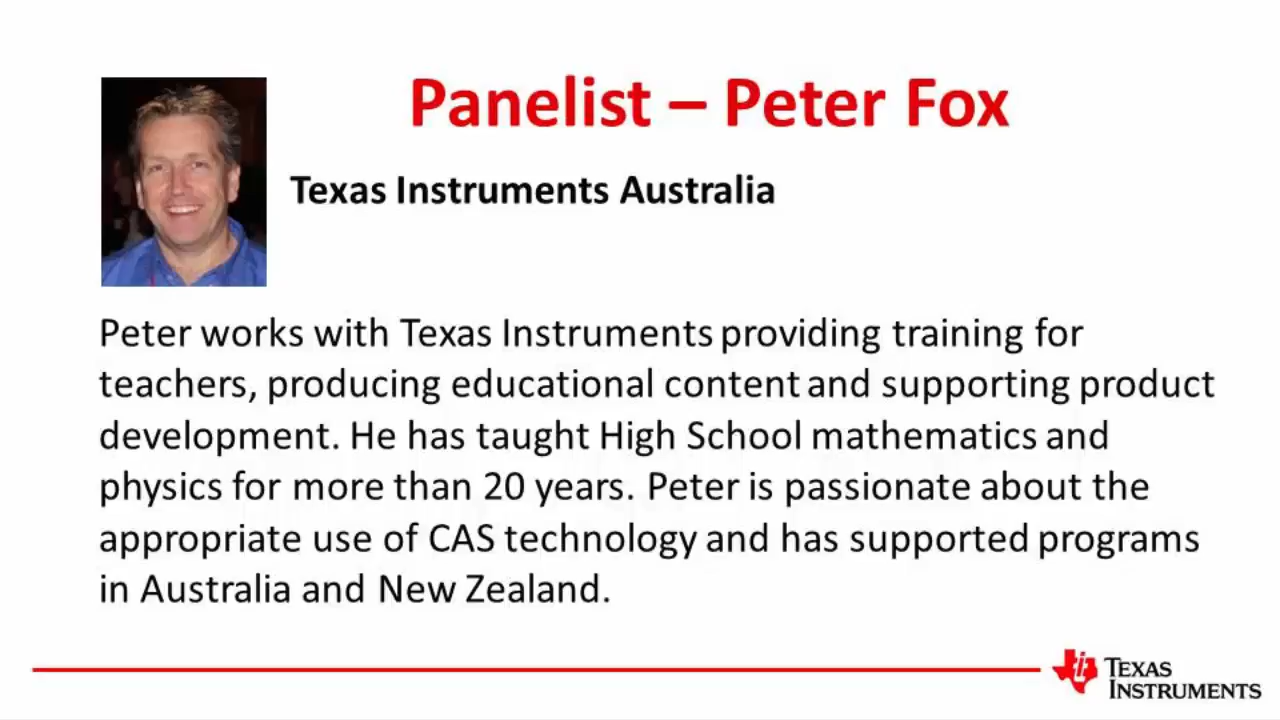 Panelist – Peter Fox
Texas Instruments Australia
Peter works with Texas Instruments providing training for
teachers, producing educational content and supporting product
development. He has taught High School mathematics and
physics for more than 20 years. Peter is passionate about the
appropriate use of CAS technology and has supported programs
in Australia and New Zealand.
TEXAS
INSTRUMENTS